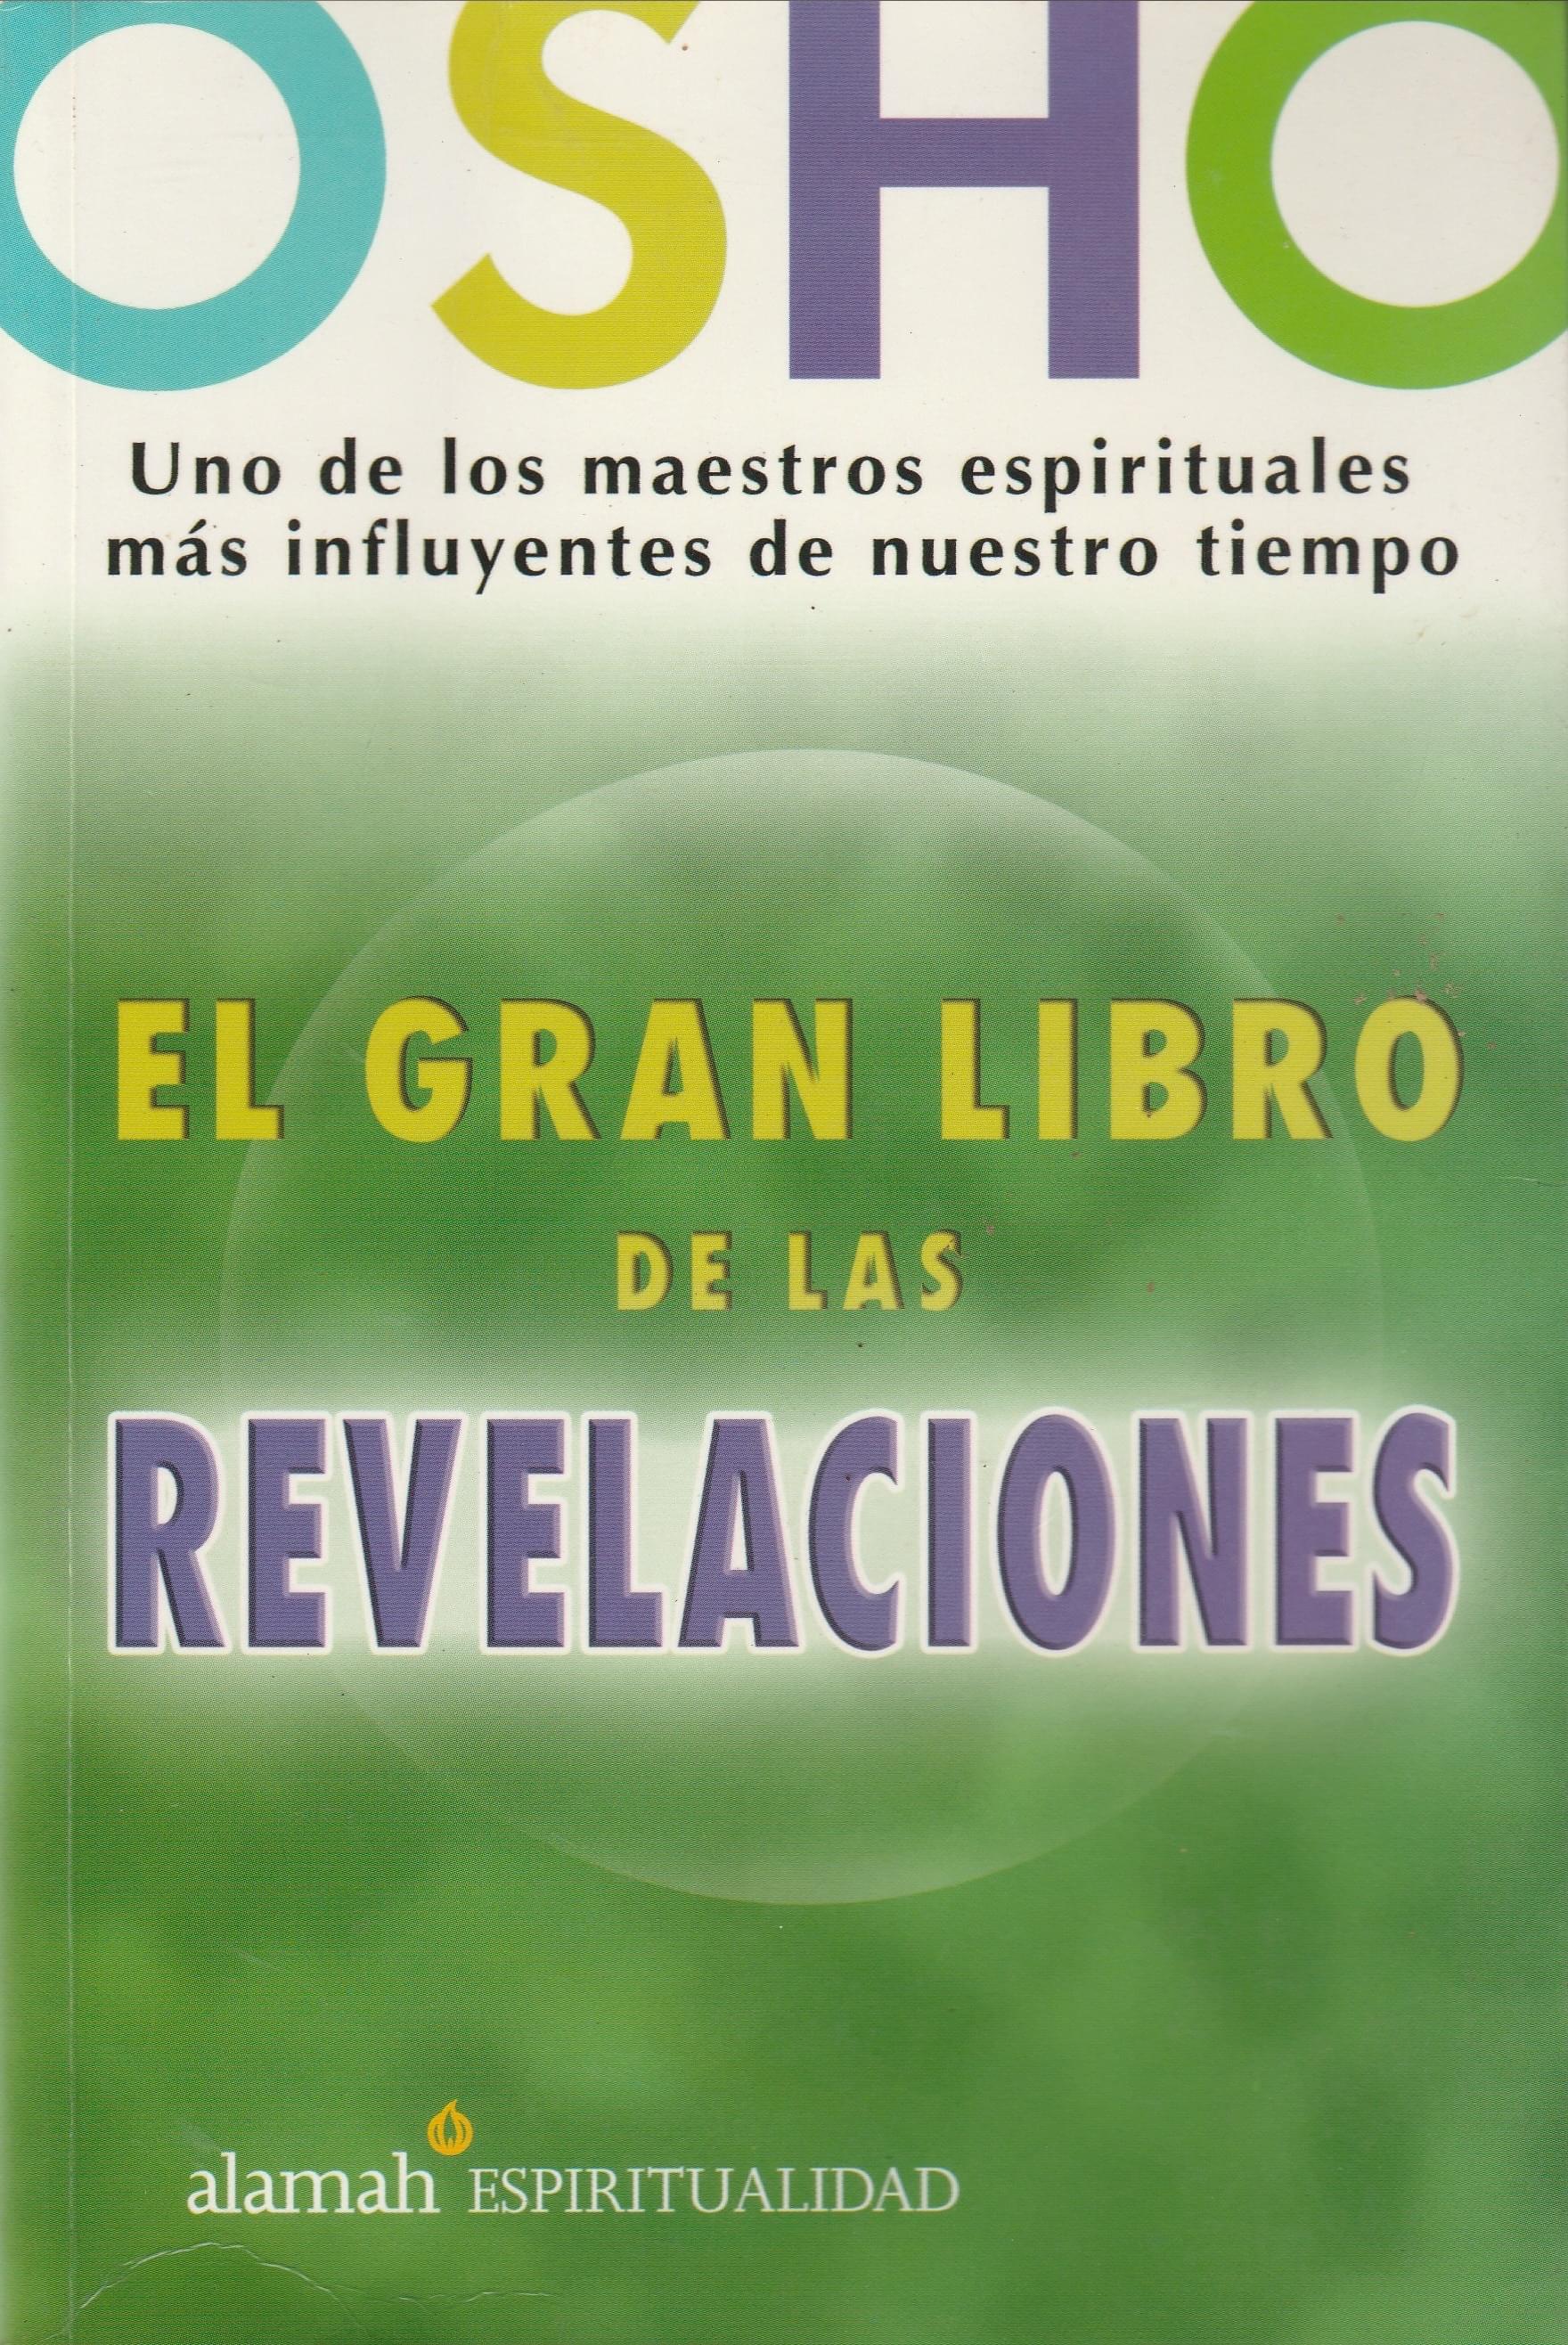 OSHO
Uno de los maestros espirituales
más influyentes de nuestro tiempo
EL GRAN LIBRO
DE LAS
REVELACIONES
alamah ESPIRITUALIDAD